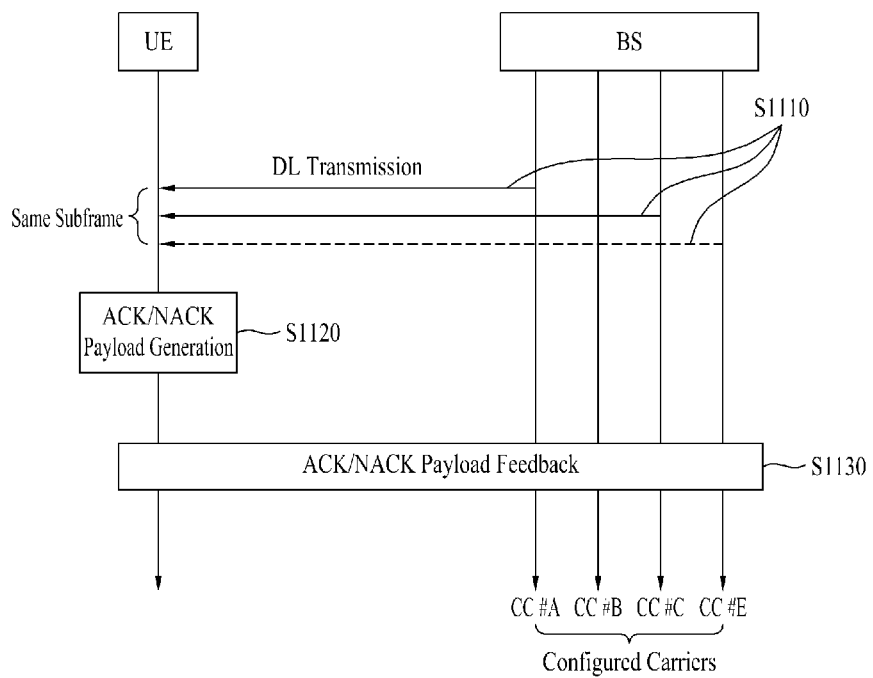 UE
BS
S1110
DL Transmission
Same Subframe
ACK/NACK
Payload Generation
S1120
ACK/NACK Payload Feedback
S1130
CC #A CC #B CC #C CC #E
Configured Carriers